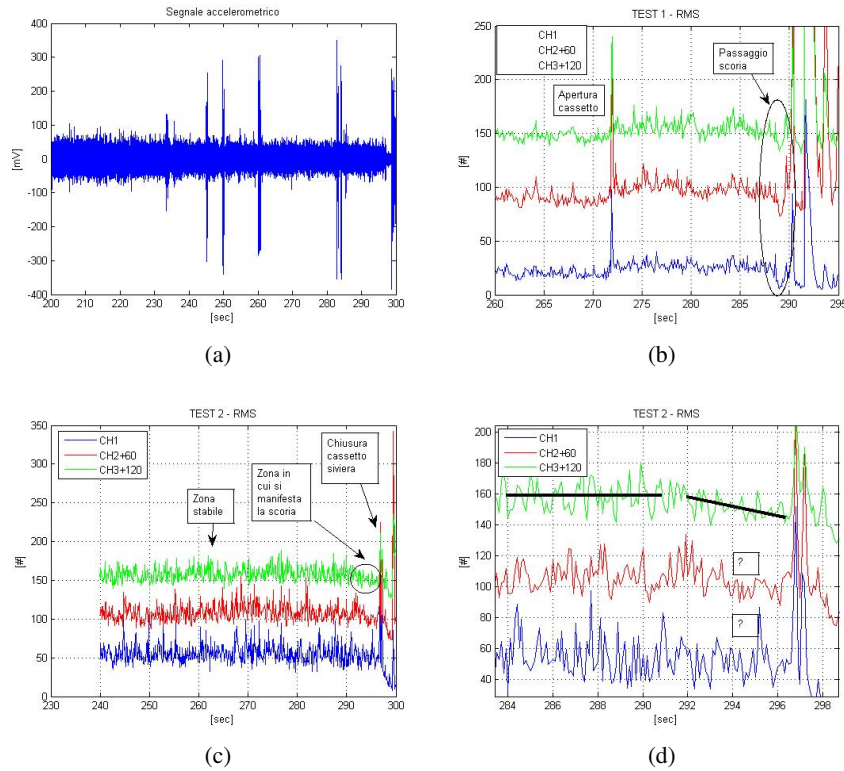 Segnale accelerometrico
400
300
200
100
0
-100
-200
-300
-400
[mV]
200 210 220 230 240 250 260 270 280 290 300
[sec]
(a)
TEST 1 - RMS
CH1
CH2+60
CH3+120
Apertura
cassetto
Passaggio
scoria
250
200
150
100
50
0
[#]
260 265 270 275 280 285 290 295
[sec]
(b)
TEST 2 - RMS
CH1
CH2+60
CH3+120
Zona
stabile
Zona in
cui si
manifesta
la scoria
Chiusura
cassetto
siviera
350
300
250
200
150
100
50
0
[#]
230 240 250 260 270 280 290 300
[sec]
(c)
TEST 2 - RMS
CH1
CH2+60
CH3+120
?
?
200
180
160
140
120
100
80
60
40
[#]
284 286 288 290 292 294 296 298
[sec]
(d)